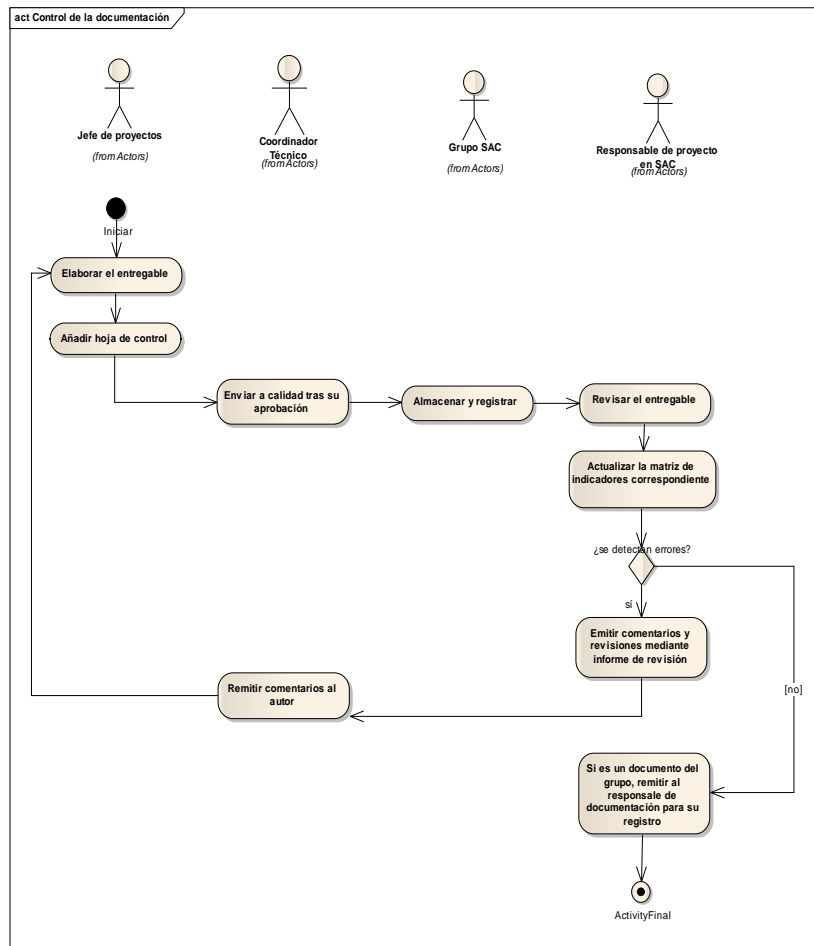 act Control de la documentación
Jefe de proyectos
(from Actors)
Coordinador
Técnico
(from Actors)
Grupo SAC
(from Actors)
Responsable de proyecto
en SAC
(from Actors)
Iniciar
Elaborar el entregable
Añadir hoja de control
Enviar a calidad tras su
aprobación
Almacenar y registrar
Revisar el entregable
Actualizar la matriz de
indicadores correspondiente
¿se detectan errores?
sí
Emitir comentarios y
revisiones mediante
informe de revisión
Remitir comentarios al
autor
[no]
Si es un documento del
grupo, remitir al
responsale de
documentación para su
registro
ActivityFinal